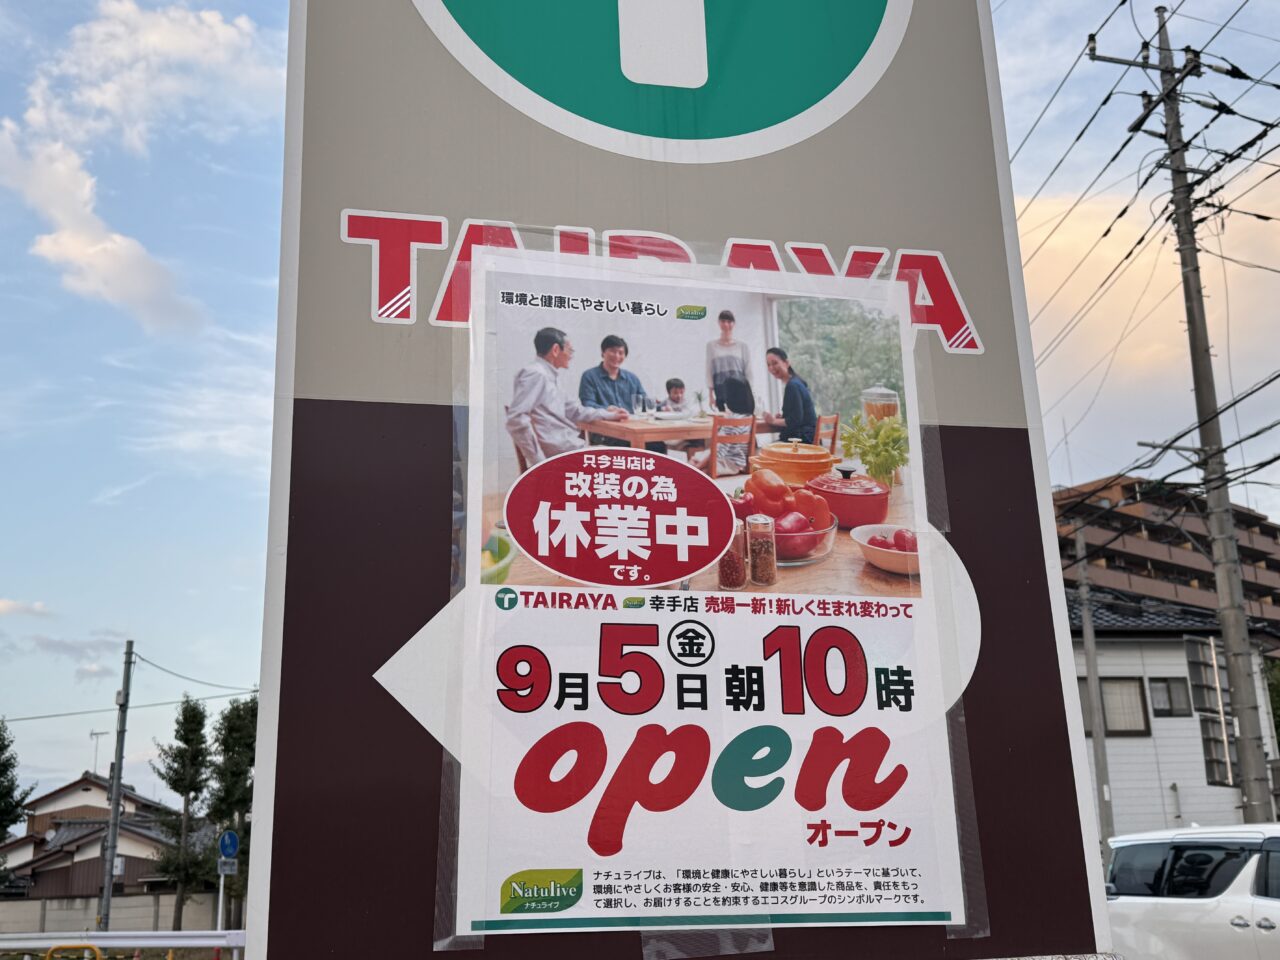 TAIRAYA
環境と健康にやさしい暮らし Natulive
只今当店は
改装の為
休業中
です。
TAIRAYA 幸手店 売場一新!新しく生まれ変わって
9月5日㊎ 朝10時
open
オープン
Natulive
ナチュライブ
ナチュライブは、「環境と健康にやさしい暮らし」というテーマに基づいて、
環境にやさしくお客様の安全・安心、健康等を意識した商品を、責任をもっ
て選択し、お届けすることを約束するエコスグループのシンボルマークです。